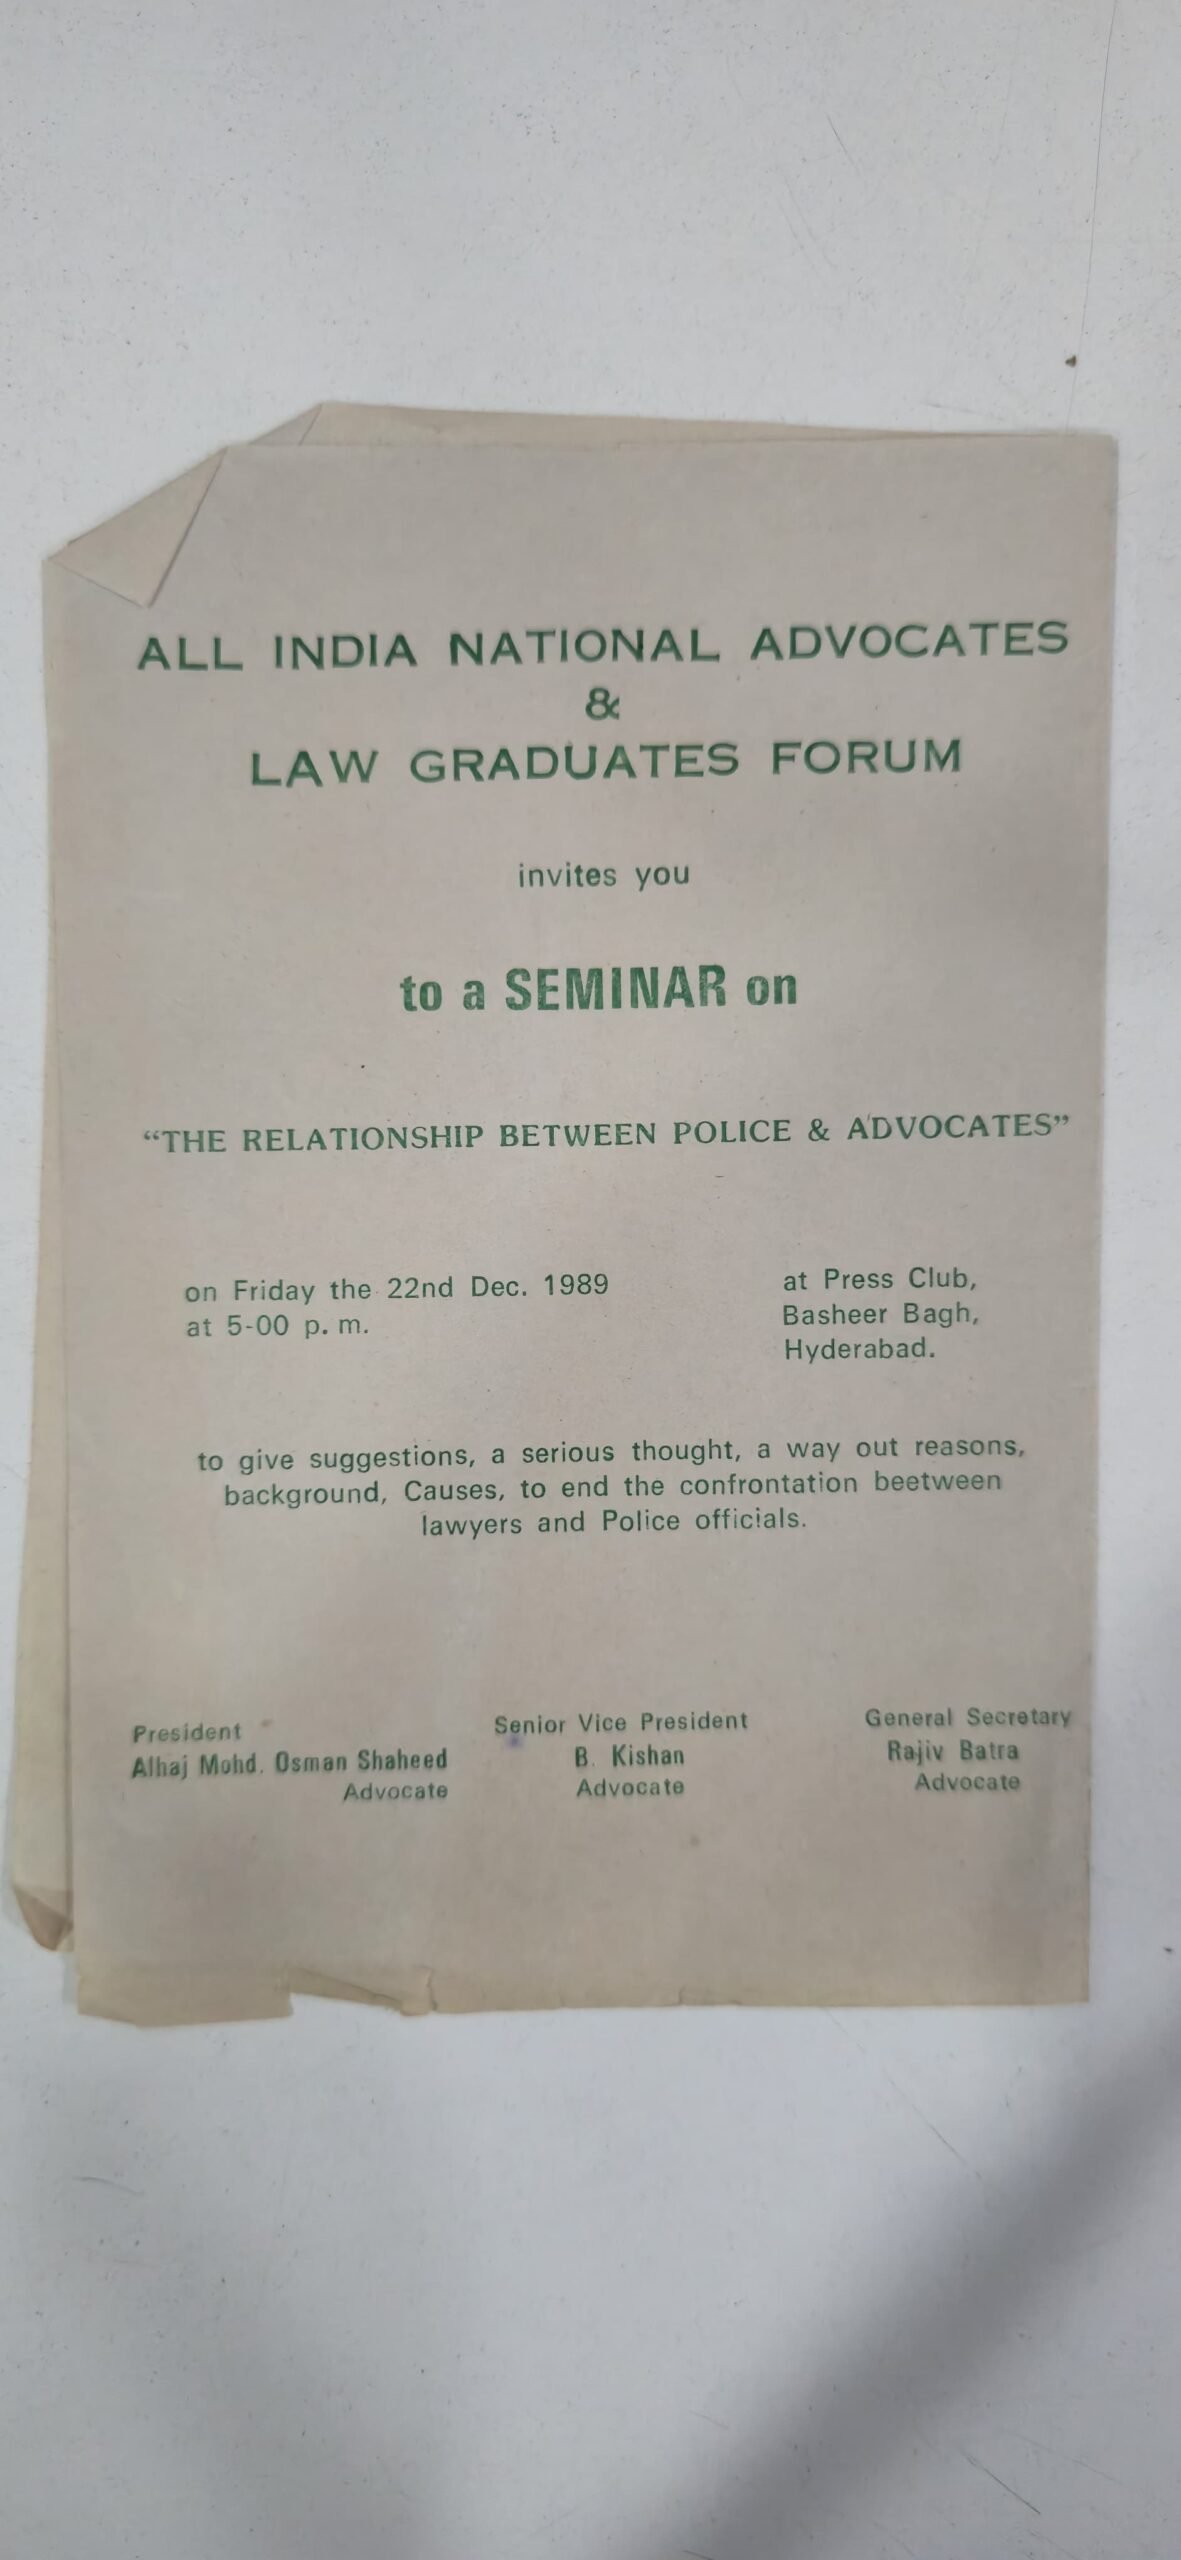 ALL INDIA NATIONAL ADVOCATES
&
LAW GRADUATES FORUM
invites you
to a SEMINAR on
“THE RELATIONSHIP BETWEEN POLICE & ADVOCATES”
on Friday the 22nd Dec. 1989
at 5-00 p. m.
at Press Club,
Basheer Bagh,
Hyderabad.
to give suggestions, a serious thought, a way out reasons,
background, Causes, to end the confrontation beetween
lawyers and Police officials.
President
Alhaj Mohd. Osman Shaheed
Advocate
Senior Vice President
B. Kishan
Advocate
General Secretary
Rajiv Batra
Advocate